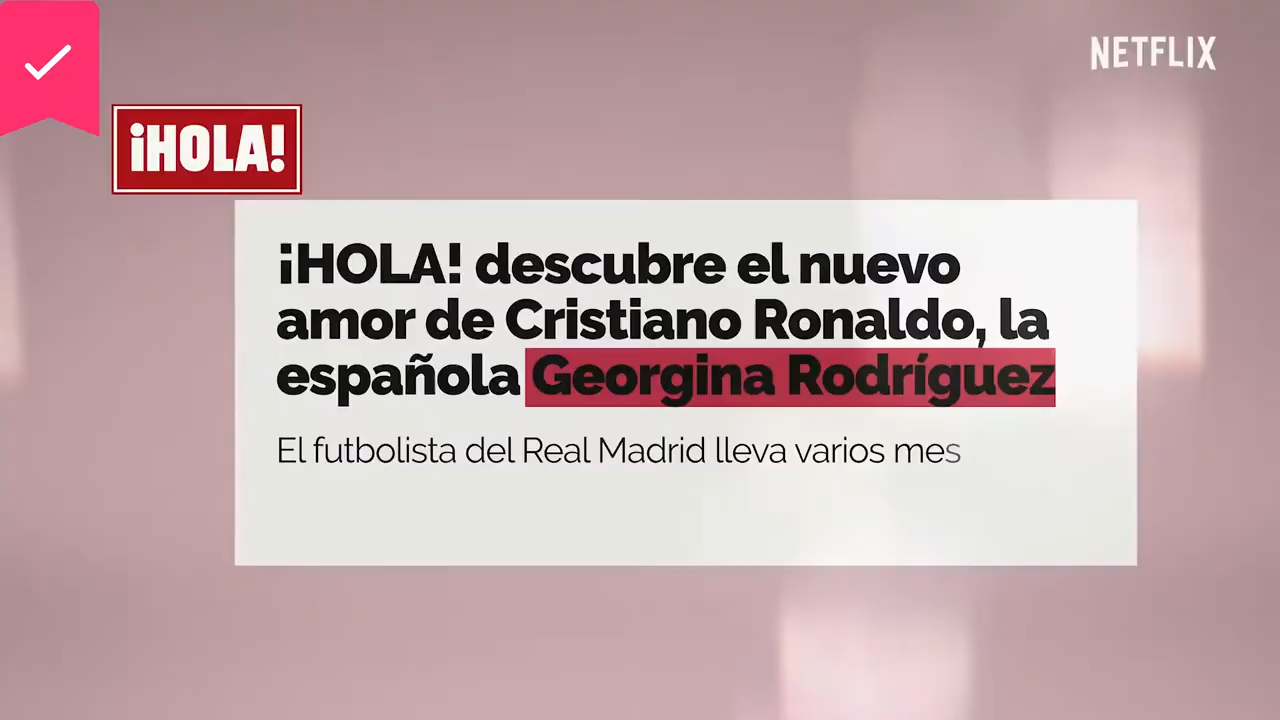 NETFLIX
¡HOLA!
¡HOLA! descubre el nuevo
amor de Cristiano Ronaldo, la
española Georgina Rodríguez
El futbolista del Real Madrid lleva varios mes